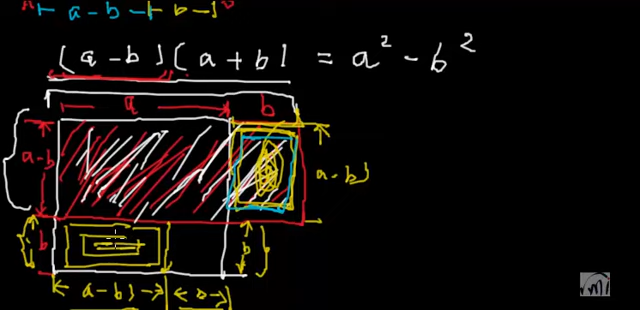 a - b b
(a - b) (a + b) = a² - b²
a b
a-b a-b)
b b
a-b) b